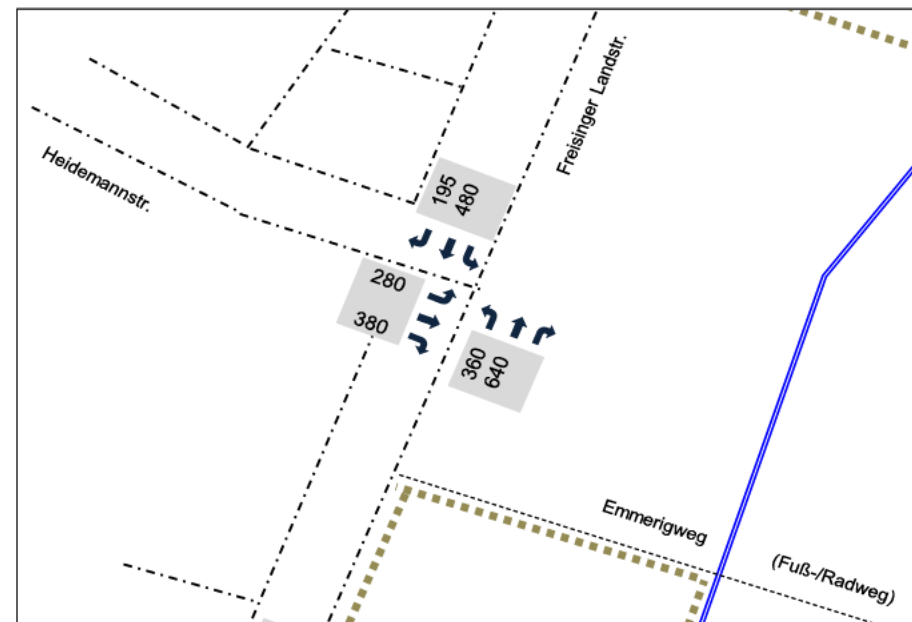 Freisinger Landstr.
Heidemannstr.
195
480
280
380
360
640
Emmerigweg
(Fuß-/Radweg)